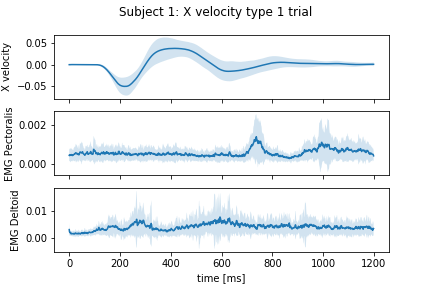 Subject 1: X velocity type 1 trial
X velocity
0.05
0.00
−0.05
EMG Pectoralis
0.002
0.000
EMG Deltoid
0.01
0.00
0 200 400 600 800 1000 1200
time [ms]